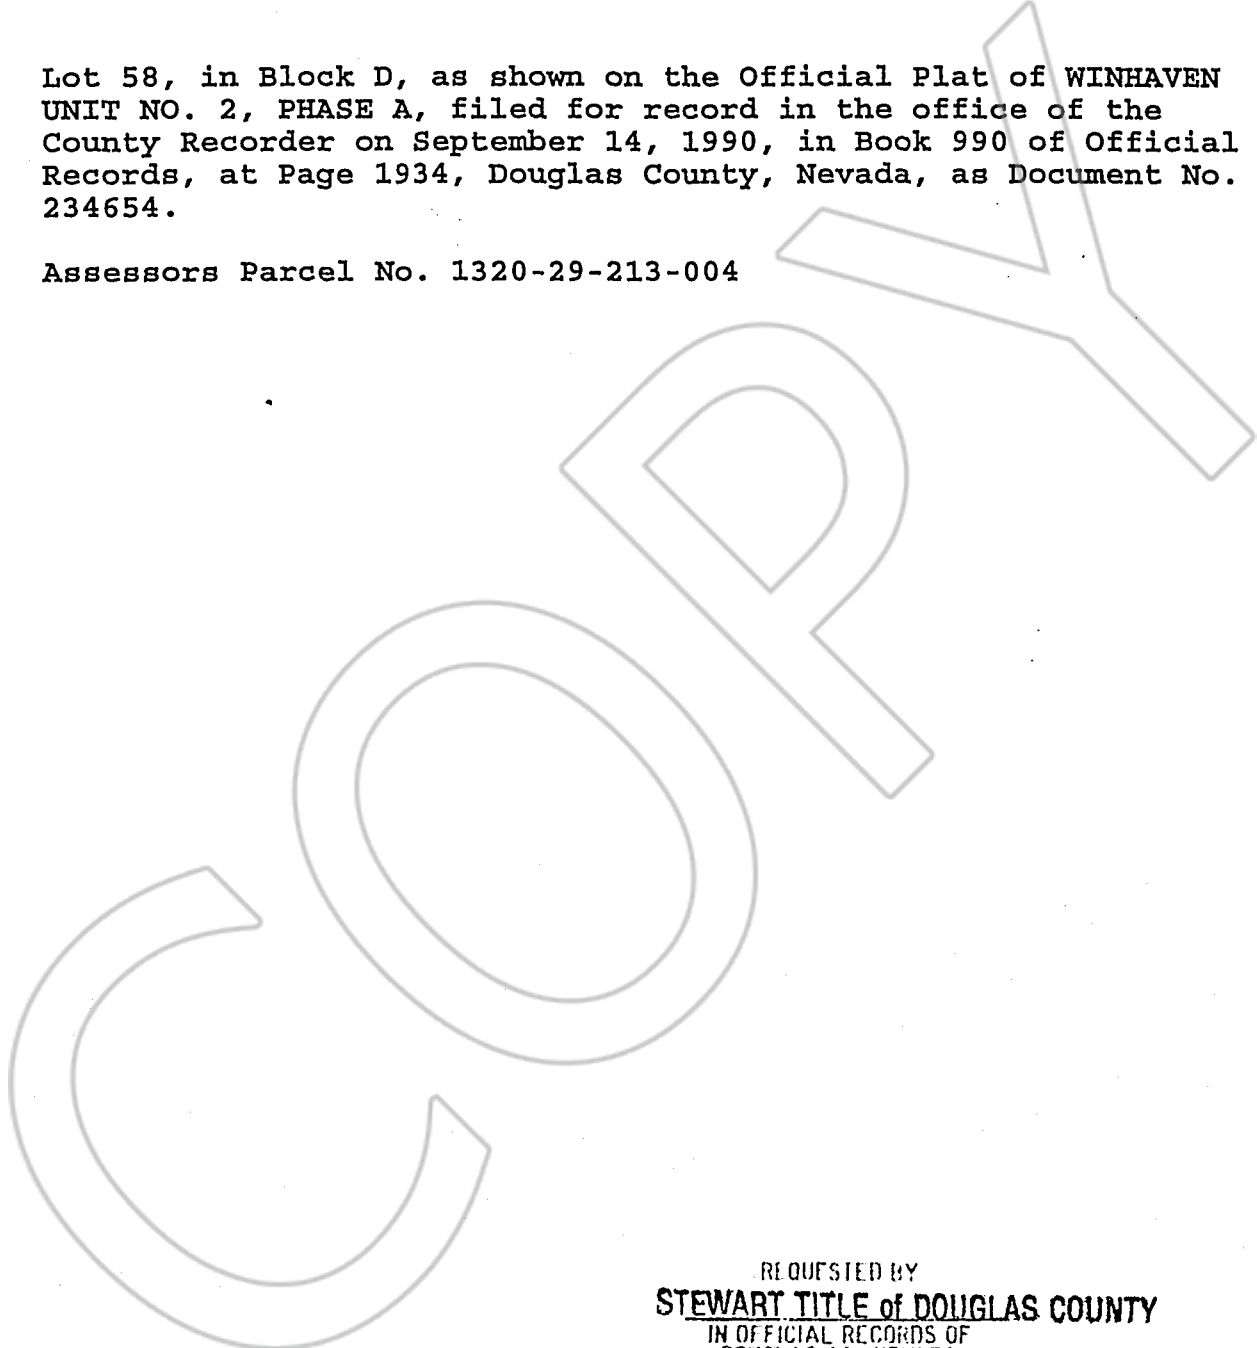 Lot 58, in Block D, as shown on the Official Plat of WINHAVEN
UNIT NO. 2, PHASE A, filed for record in the office of the
County Recorder on September 14, 1990, in Book 990 of Official
Records, at Page 1934, Douglas County, Nevada, as Document No.
234654.
Assessors Parcel No. 1320-29-213-004
COPY
REQUESTED BY
STEWART TITLE of DOUGLAS COUNTY
IN OFFICIAL RECORDS OF